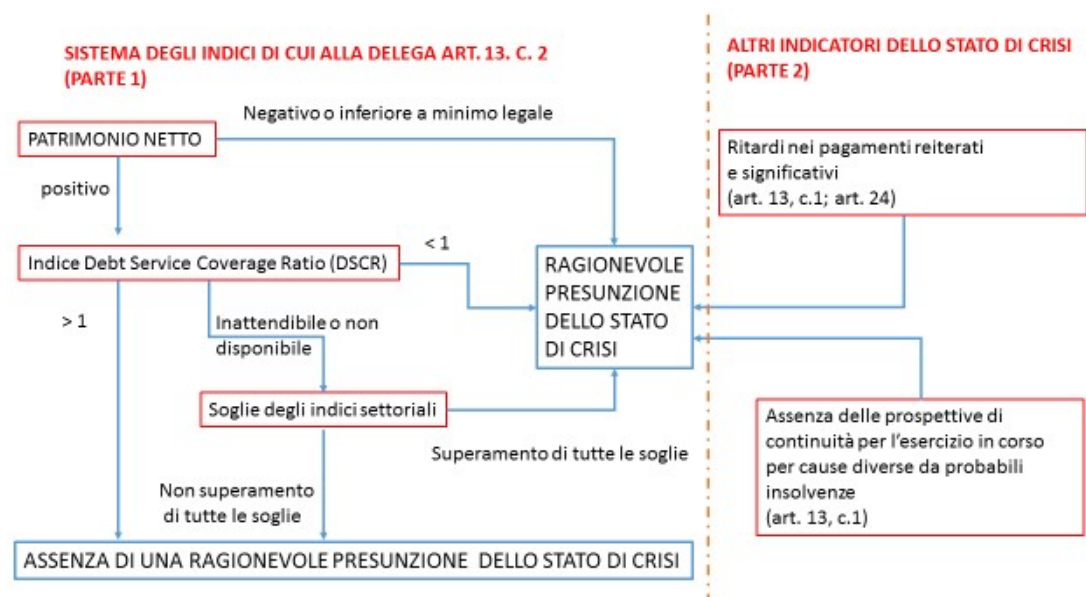 SISTEMA DEGLI INDICI DI CUI ALLA DELEGA ART. 13. C. 2
(PARTE 1)
ALTRI INDICATORI DELLO STATO DI CRISI
(PARTE 2)
Negativo o inferiore a minimo legale
PATRIMONIO NETTO
positivo
Ritardi nei pagamenti reiterati
e significativi
(art. 13, c.1; art. 24)
Indice Debt Service Coverage Ratio (DSCR)
< 1
> 1
RAGIONEVOLE
PRESUNZIONE
DELLO STATO
DI CRISI
Inattendibile o non
disponibile
Soglie degli indici settoriali
Superamento di tutte le soglie
Non superamento
di tutte le soglie
Assenza delle prospettive di
continuità per l'esercizio in corso
per cause diverse da probabili
insolvenze
(art. 13, c.1)
ASSENZA DI UNA RAGIONEVOLE PRESUNZIONE DELLO STATO DI CRISI